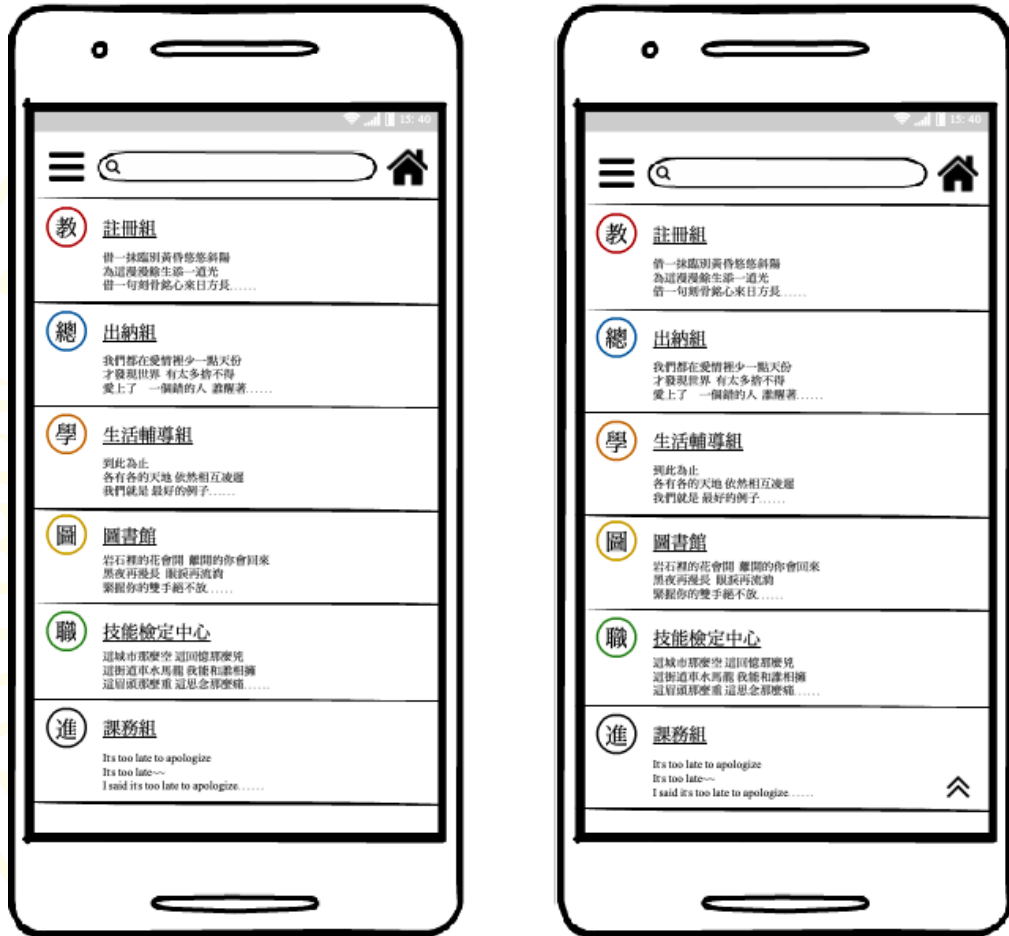 15: 40
教
註冊組
借一抹臨別黃昏悠悠斜陽
為這漫漫餘生添一道光
借一句刻骨銘心來日方長......
總
出納組
我們都在愛情裡少一點天份
才發現世界 有太多捨不得
愛上了 一個錯的人 誰醒著......
學
生活輔導組
到此為止
各有各的天地 依然相互凌遲
我們就是 最好的例子......
圖
圖書館
岩石裡的花會開 離開的你會回來
黑夜再漫長 眼淚再流淌
緊握你的雙手絕不放......
職
技能檢定中心
這城市那麼空 這回憶那麼兇
這街道車水馬龍 我能和誰相擁
這眉頭那麼重 這思念那麼痛......
進
課務組
It's too late to apologize
It's too late~~
I said it's too late to apologize......
15: 40
教
註冊組
借一抹臨別黃昏悠悠斜陽
為這漫漫餘生添一道光
借一句刻骨銘心來日方長......
總
出納組
我們都在愛情裡少一點天份
才發現世界 有太多捨不得
愛上了 一個錯的人 誰醒著......
學
生活輔導組
到此為止
各有各的天地 依然相互凌遲
我們就是 最好的例子......
圖
圖書館
岩石裡的花會開 離開的你會回來
黑夜再漫長 眼淚再流淌
緊握你的雙手絕不放......
職
技能檢定中心
這城市那麼空 這回憶那麼兇
這街道車水馬龍 我能和誰相擁
這眉頭那麼重 這思念那麼痛......
進
課務組
It's too late to apologize
It's too late~~
I said it's too late to apologize......